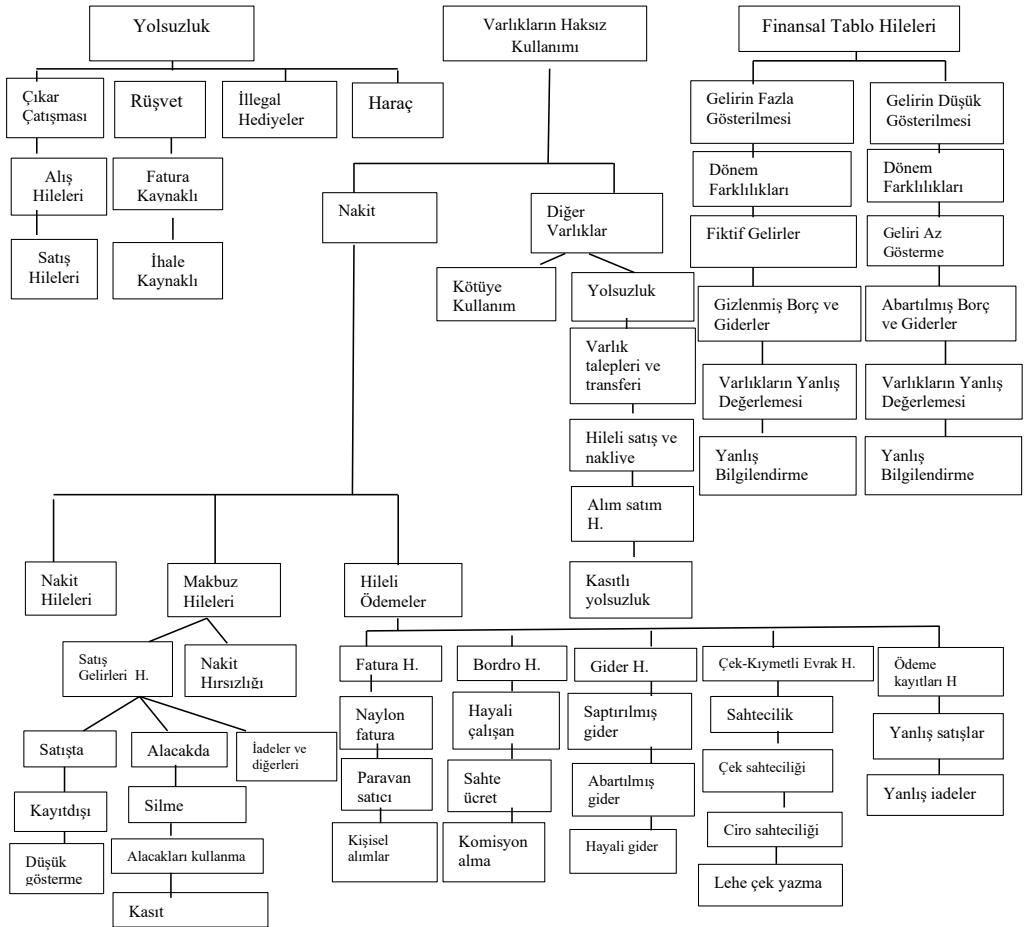 Yolsuzluk
Varlıkların Haksız
Kullanımı
Finansal Tablo Hileleri
Çıkar
Çatışması
Rüşvet
İllegal
Hediyeler
Haraç
Gelirin Fazla
Gösterilmesi
Gelirin Düşük
Gösterilmesi
Alış
Hileleri
Fatura
Kaynaklı
Dönem
Farklılıkları
Dönem
Farklılıkları
Nakit
Diğer
Varlıklar
Satış
Hileleri
İhale
Kaynaklı
Fiktif Gelirler
Geliri Az
Gösterme
Kötüye
Kullanım
Yolsuzluk
Gizlenmiş Borç ve
Giderler
Abartılmış Borç
ve Giderler
Varlık
talepleri ve
transferi
Varlıkların Yanlış
Değerlemesi
Varlıkların Yanlış
Değerlemesi
Hileli satış ve
nakliye
Yanlış
Bilgilendirme
Yanlış
Bilgilendirme
Alım satım
H.
Kasıtlı
yolsuzluk
Nakit
Hileleri
Makbuz
Hileleri
Hileli
Ödemeler
Satış
Gelirleri H.
Nakit
Hırsızlığı
Fatura H.
Bordro H.
Gider H.
Çek-Kıymetli Evrak H.
Ödeme
kayıtları H
Satışta
Alacakda
İadeler ve
diğerleri
Naylon
fatura
Hayali
çalışan
Saptırılmış
gider
Sahtecilik
Yanlış satışlar
Kayıtdışı
Silme
Paravan
satıcı
Sahte
ücret
Abartılmış
gider
Çek sahteciliği
Yanlış iadeler
Düşük
gösterme
Alacakları kullanma
Kişisel
alımlar
Komisyon
alma
Hayali gider
Ciro sahteciliği
Kasıt
Lehe çek yazma